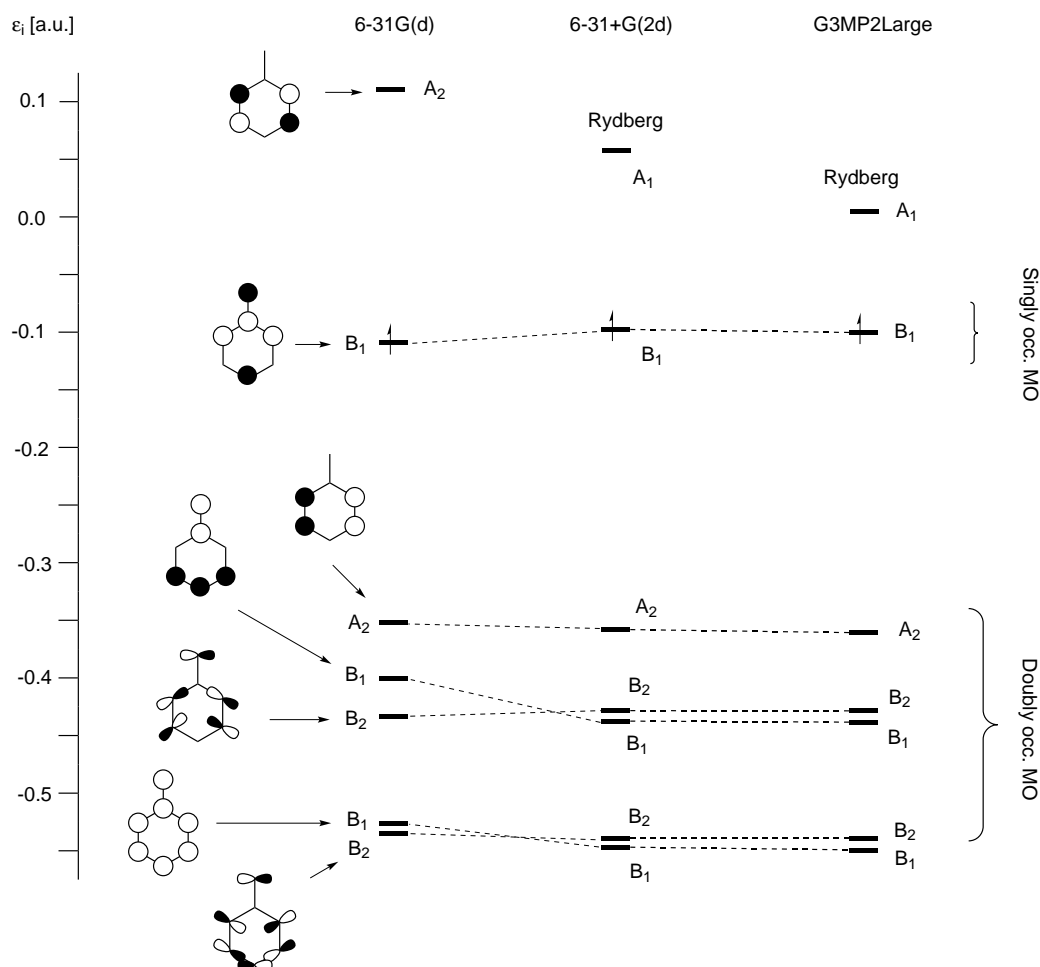 εᵢ [a.u.] 6-31G(d) 6-31+G(2d) G3MP2Large
A₂
0.1
Rydberg
A₁
Rydberg
0.0
A₁
-0.1
B₁
B₁
B₁
Singly occ. MO
-0.2
-0.3
A₂
A₂
A₂
B₁
B₂
-0.4
B₂
B₂
B₁
B₁
Doubly occ. MO
-0.5
B₁
B₂
B₂
B₂
B₁
B₁